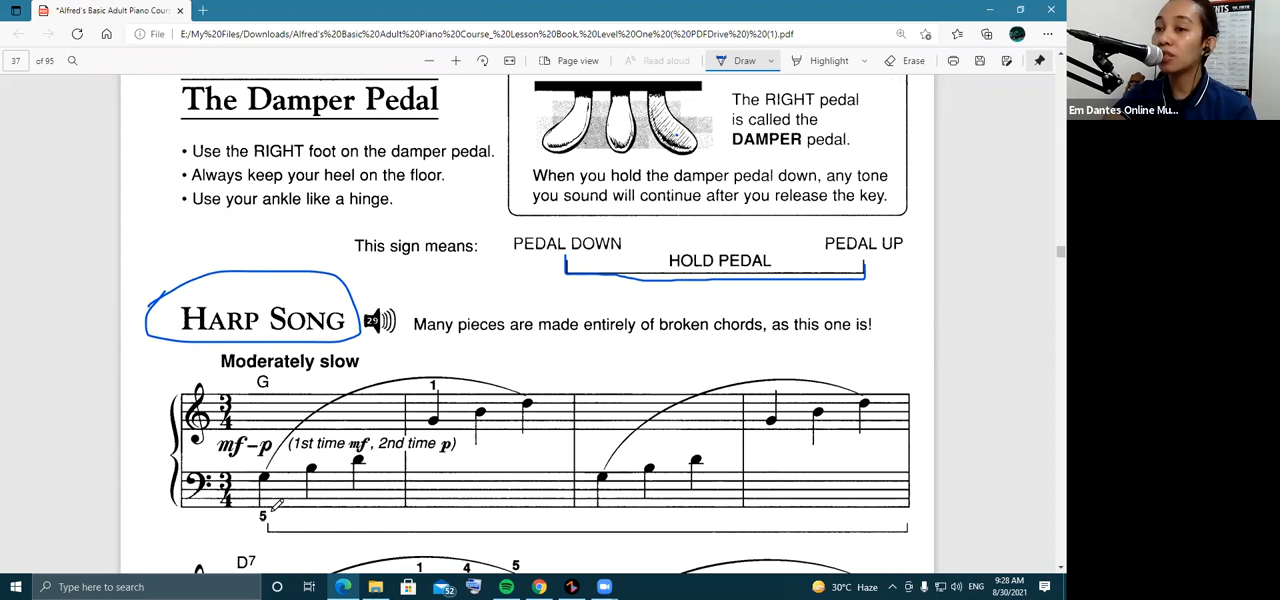 *Alfred's Basic Adult Piano Cour
File
E:/My%20Files/Downloads/Alfred's%20Basic%20Adult%20Piano%20Course_%20Lesson%20Book.%20Level%20One%20(%20PDFDrive%20)%20(1).pdf
37 of 95
Page view
Read aloud
Draw
Highlight
Erase
Em Dantes Online Mu...
The Damper Pedal
• Use the RIGHT foot on the damper pedal.
• Always keep your heel on the floor.
• Use your ankle like a hinge.
The RIGHT pedal
is called the
DAMPER pedal.
When you hold the damper pedal down, any tone
you sound will continue after you release the key.
This sign means:
PEDAL DOWN
HOLD PEDAL
PEDAL UP
HARP SONG
29
Many pieces are made entirely of broken chords, as this one is!
Moderately slow
G
1
3
4
mf–p (1st time mf, 2nd time p)
3
4
5
D7
1 4 5
Type here to search
52
30°C Haze
ENG
9:28 AM
8/30/2021